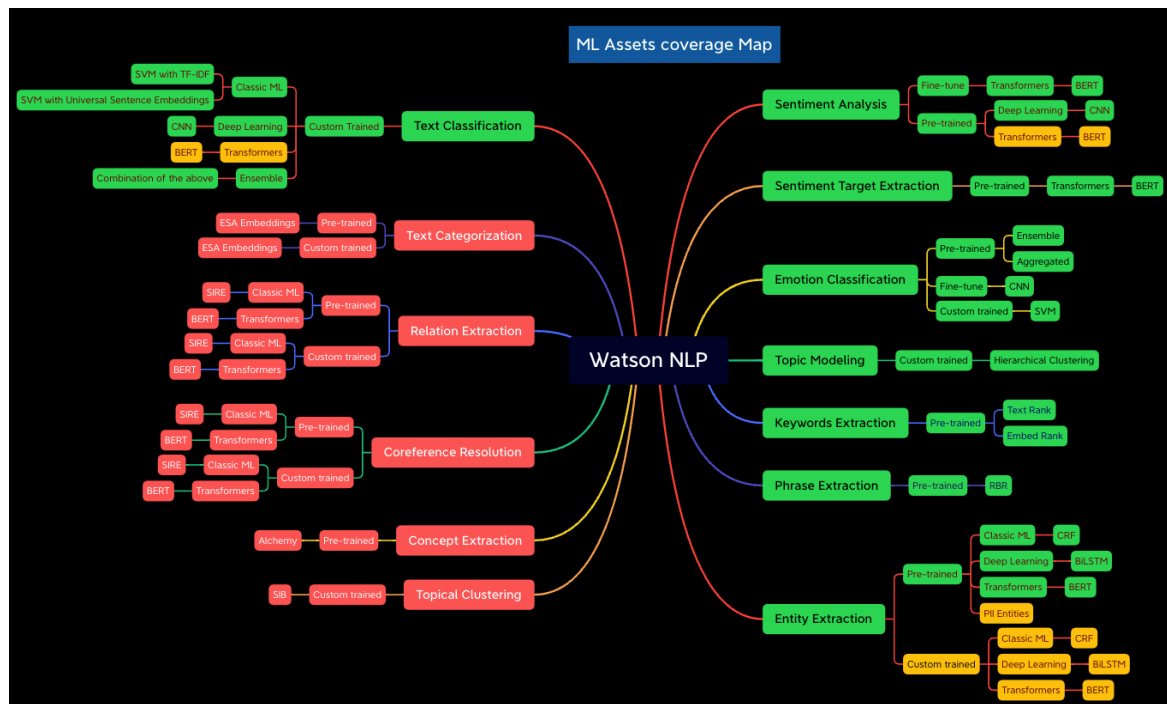 ML Assets coverage Map
Watson NLP
Text Classification
Custom Trained
Classic ML
SVM with TF-IDF
SVM with Universal Sentence Embeddings
Deep Learning
CNN
Transformers
BERT
Ensemble
Combination of the above
Text Categorization
Pre-trained
ESA Embeddings
Custom trained
ESA Embeddings
Relation Extraction
Pre-trained
Classic ML
SIRE
Transformers
BERT
Custom trained
Classic ML
SIRE
Transformers
BERT
Coreference Resolution
Pre-trained
Classic ML
SIRE
Transformers
BERT
Custom trained
Classic ML
SIRE
Transformers
BERT
Concept Extraction
Pre-trained
Alchemy
Topical Clustering
Custom trained
SIB
Sentiment Analysis
Fine-tune
Transformers
BERT
Pre-trained
Deep Learning
CNN
Transformers
BERT
Sentiment Target Extraction
Pre-trained
Transformers
BERT
Emotion Classification
Pre-trained
Ensemble
Aggregated
Fine-tune
CNN
Custom trained
SVM
Topic Modeling
Custom trained
Hierarchical Clustering
Keywords Extraction
Pre-trained
Text Rank
Embed Rank
Phrase Extraction
Pre-trained
RBR
Entity Extraction
Pre-trained
Classic ML
CRF
Deep Learning
BiLSTM
Transformers
BERT
PII Entities
Custom trained
Classic ML
CRF
Deep Learning
BiLSTM
Transformers
BERT